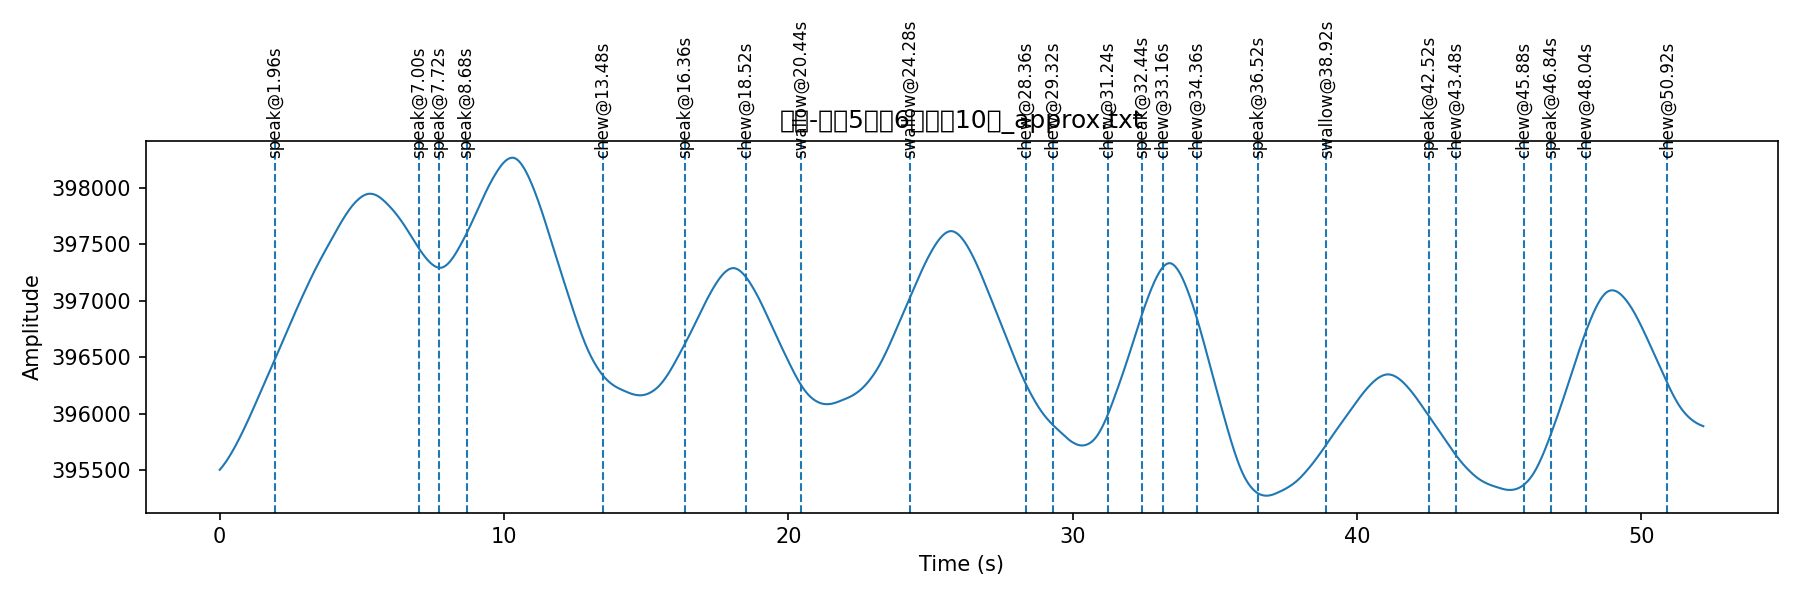 speak@1.96s
speak@7.00s
speak@7.72s
speak@8.68s
chew@13.48s
speak@16.36s
chew@18.52s
swallow@20.44s
swallow@24.28s
chew@28.36s
chew@29.32s
chew@31.24s
speak@32.44s
chew@33.16s
chew@34.36s
speak@36.52s
swallow@38.92s
speak@42.52s
chew@43.48s
chew@45.88s
speak@46.84s
chew@48.04s
chew@50.92s
□□-□□5□□6□□□10□_approx.txt
Amplitude
398000
397500
397000
396500
396000
395500
0 10 20 30 40 50
Time (s)